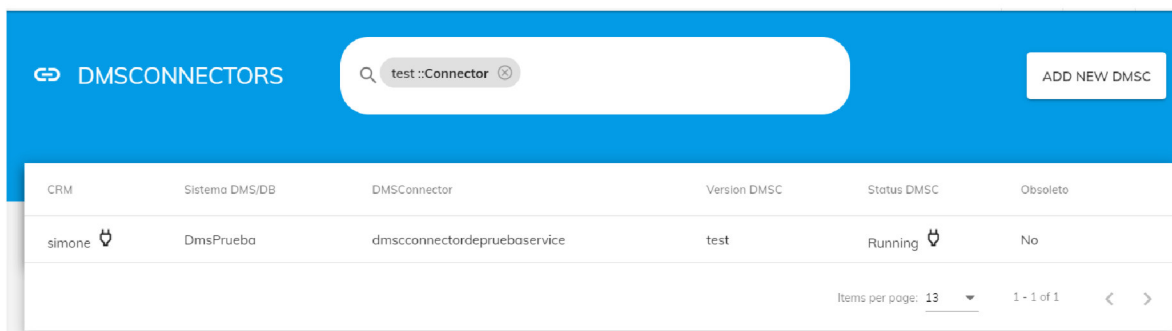 DMSCONNECTORS
test ::Connector
ADD NEW DMSC
CRM Sistema DMS/DB DMSConnector Version DMSC Status DMSC Obsoleto
simone DmsPrueba dmscconnectordepruebaservice test Running No
Items per page: 13 1 - 1 of 1